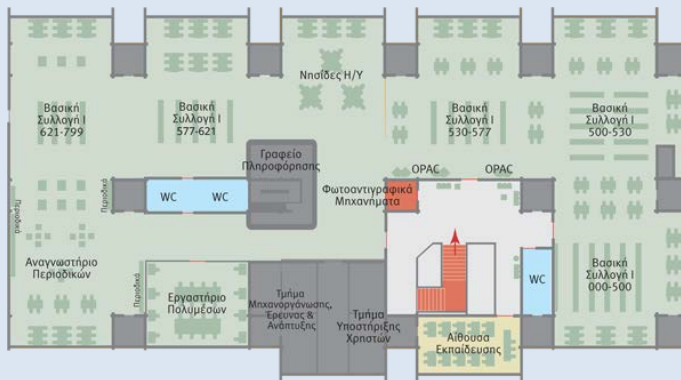 Νησίδες Η/Υ
Βασική
Συλλογή Ι
621-799
Βασική
Συλλογή Ι
577-621
Βασική
Συλλογή Ι
530-577
Βασική
Συλλογή Ι
500-530
Γραφείο
Πληροφόρησης
OPAC
OPAC
WC
WC
Περιοδικά
Φωτοαντιγραφικά
Μηχανήματα
Περιοδικά
Αναγνωστήριο
Περιοδικών
Περιοδικά
Εργαστήριο
Πολυμέσων
Τμήμα
Μηχανοργάνωσης,
Έρευνας &
Ανάπτυξης
Τμήμα
Υποστήριξης
Χρηστών
WC
Βασική
Συλλογή Ι
000-500
Αίθουσα
Εκπαίδευσης